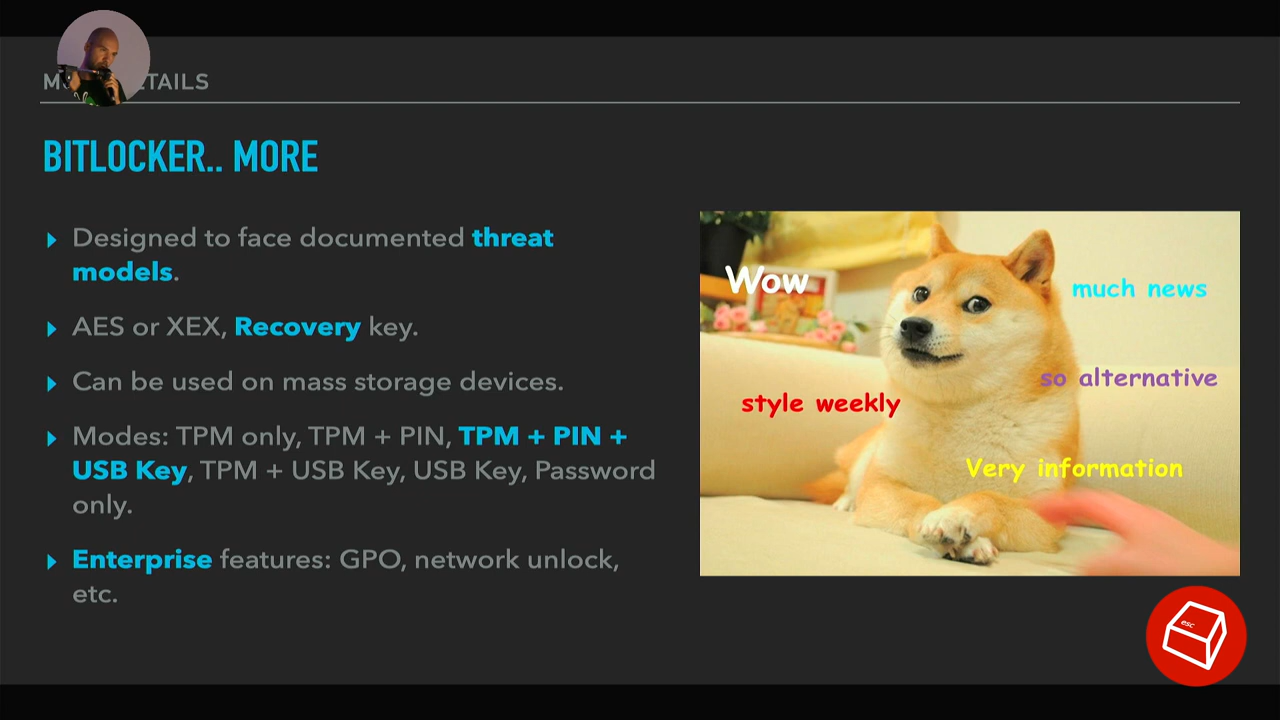 ETAILS
BITLOCKER.. MORE
Designed to face documented threat
models.
AES or XEX, Recovery key.
Can be used on mass storage devices.
Modes: TPM only, TPM + PIN, TPM + PIN +
USB Key, TPM + USB Key, USB Key, Password
only.
Enterprise features: GPO, network unlock,
etc.
Wow
much news
so alternative
style weekly
Very information
esc